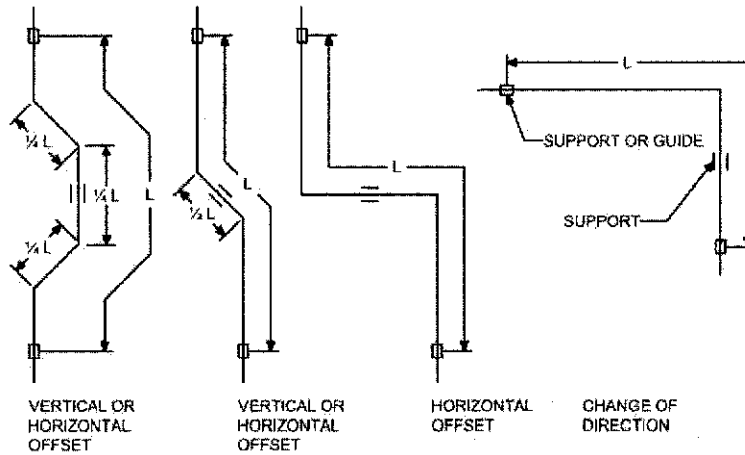 ¼ L
¼ L
L
¼ L
L
¼ L
L
L
SUPPORT OR GUIDE
SUPPORT
VERTICAL OR
HORIZONTAL
OFFSET
VERTICAL OR
HORIZONTAL
OFFSET
HORIZONTAL
OFFSET
CHANGE OF
DIRECTION